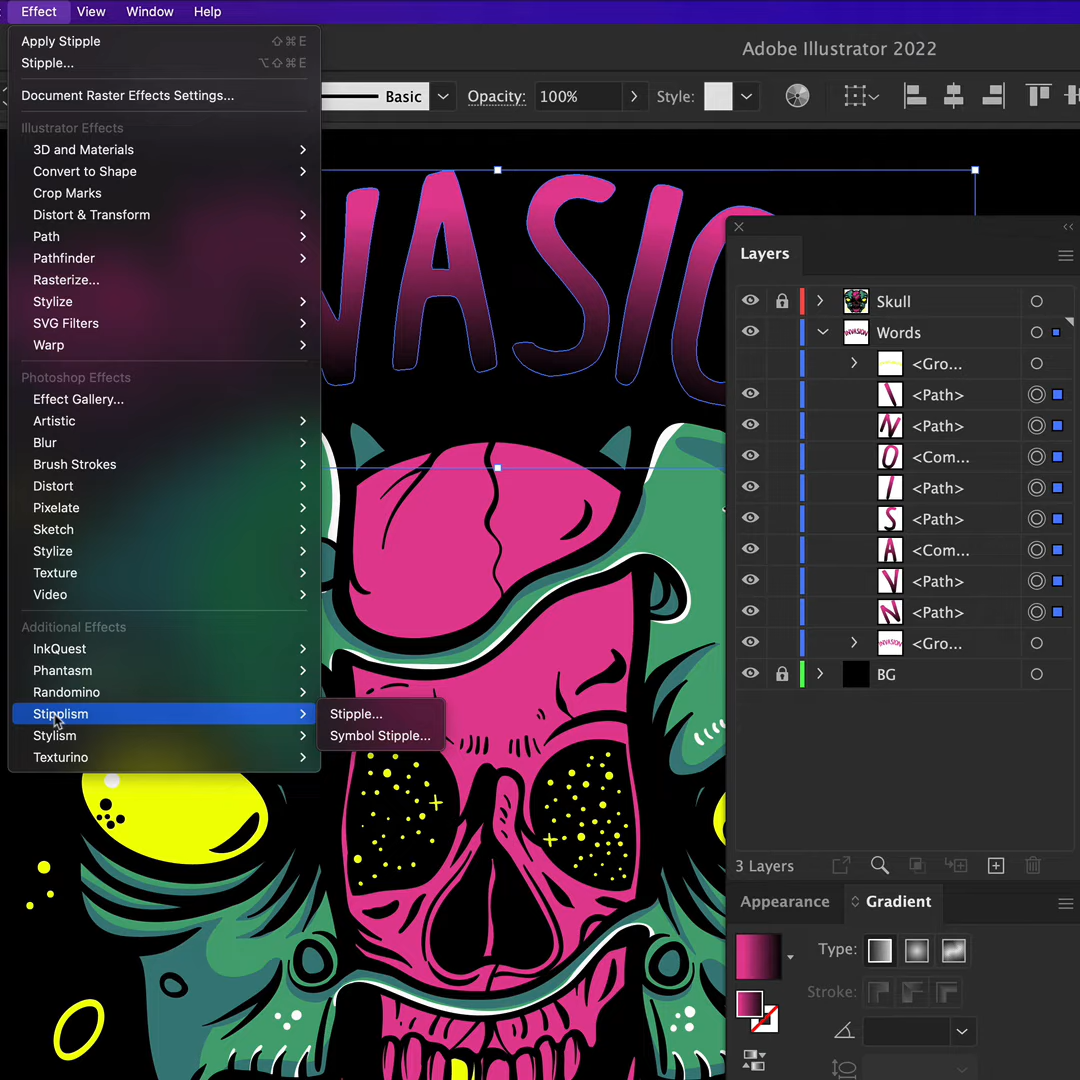 Effect View Window Help
Adobe Illustrator 2022
Apply Stipple ⇧⌘E
Stipple... ⌥⇧⌘E
Document Raster Effects Settings...
Illustrator Effects
3D and Materials
Convert to Shape
Crop Marks
Distort & Transform
Path
Pathfinder
Rasterize...
Stylize
SVG Filters
Warp
Photoshop Effects
Effect Gallery...
Artistic
Blur
Brush Strokes
Distort
Pixelate
Sketch
Stylize
Texture
Video
Additional Effects
InkQuest
Phantasm
Randomino
Stipplism
Stylism
Texturino
Stipple...
Symbol Stipple...
Basic Opacity: 100% Style:
VASIO
Layers
Skull
Words
<Gro...
<Path>
<Path>
<Com...
<Path>
<Path>
<Com...
<Path>
<Path>
<Gro...
BG
3 Layers
Appearance Gradient
Type:
Stroke: